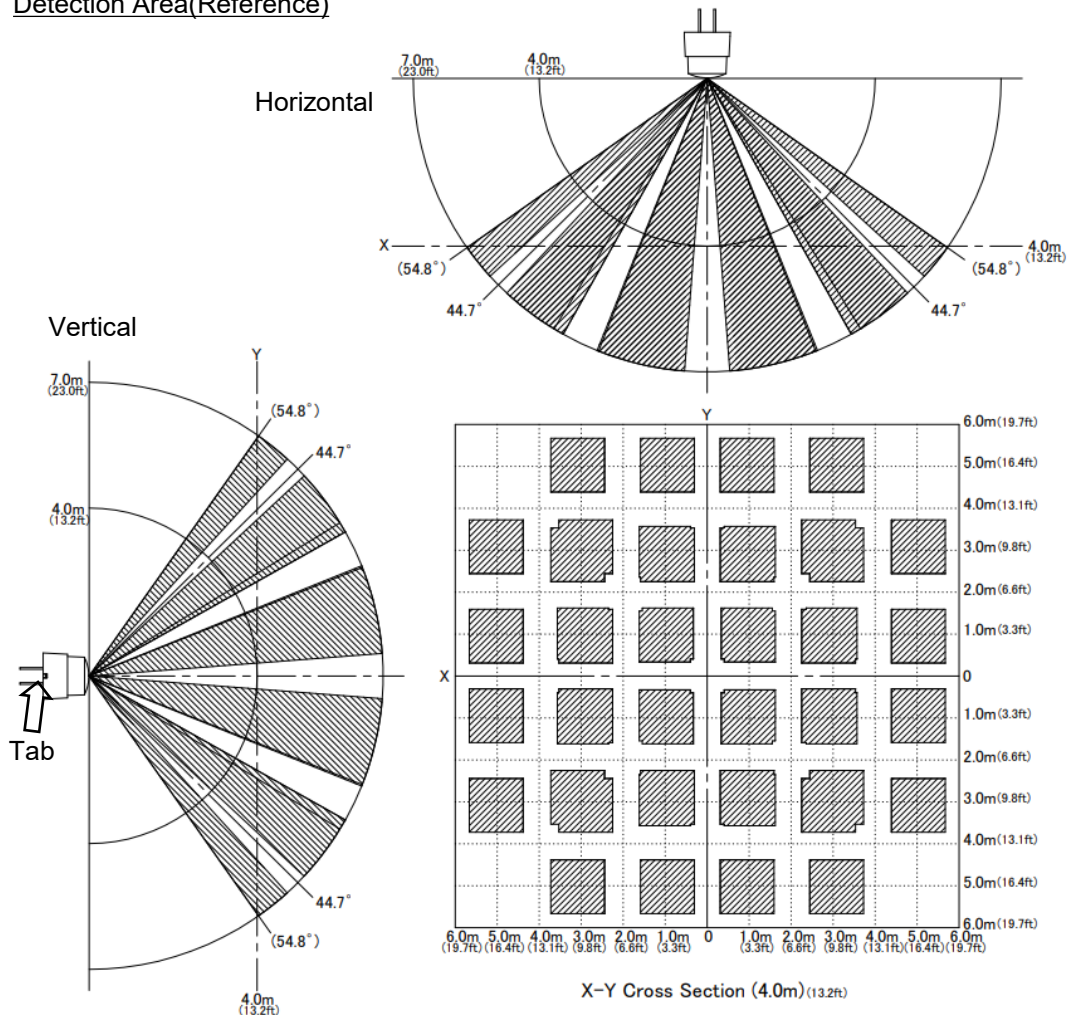 Detection Area(Reference)
Horizontal
7.0m
(23.0ft)
4.0m
(13.2ft)
X
4.0m
(13.2ft)
(54.8°)
(54.8°)
44.7°
44.7°
Vertical
Y
7.0m
(23.0ft)
(54.8°)
44.7°
4.0m
(13.2ft)
Tab
44.7°
(54.8°)
4.0m
(13.2ft)
Y
6.0m(19.7ft)
5.0m(16.4ft)
4.0m(13.1ft)
3.0m(9.8ft)
2.0m(6.6ft)
1.0m(3.3ft)
X
0
1.0m(3.3ft)
2.0m(6.6ft)
3.0m(9.8ft)
4.0m(13.1ft)
5.0m(16.4ft)
6.0m(19.7ft)
6.0m 5.0m 4.0m 3.0m 2.0m 1.0m 0 1.0m 2.0m 3.0m 4.0m 5.0m 6.0m
(19.7ft) (16.4ft) (13.1ft) (9.8ft) (6.6ft) (3.3ft) (3.3ft) (6.6ft) (9.8ft) (13.1ft) (16.4ft) (19.7ft)
X-Y Cross Section (4.0m)(13.2ft)